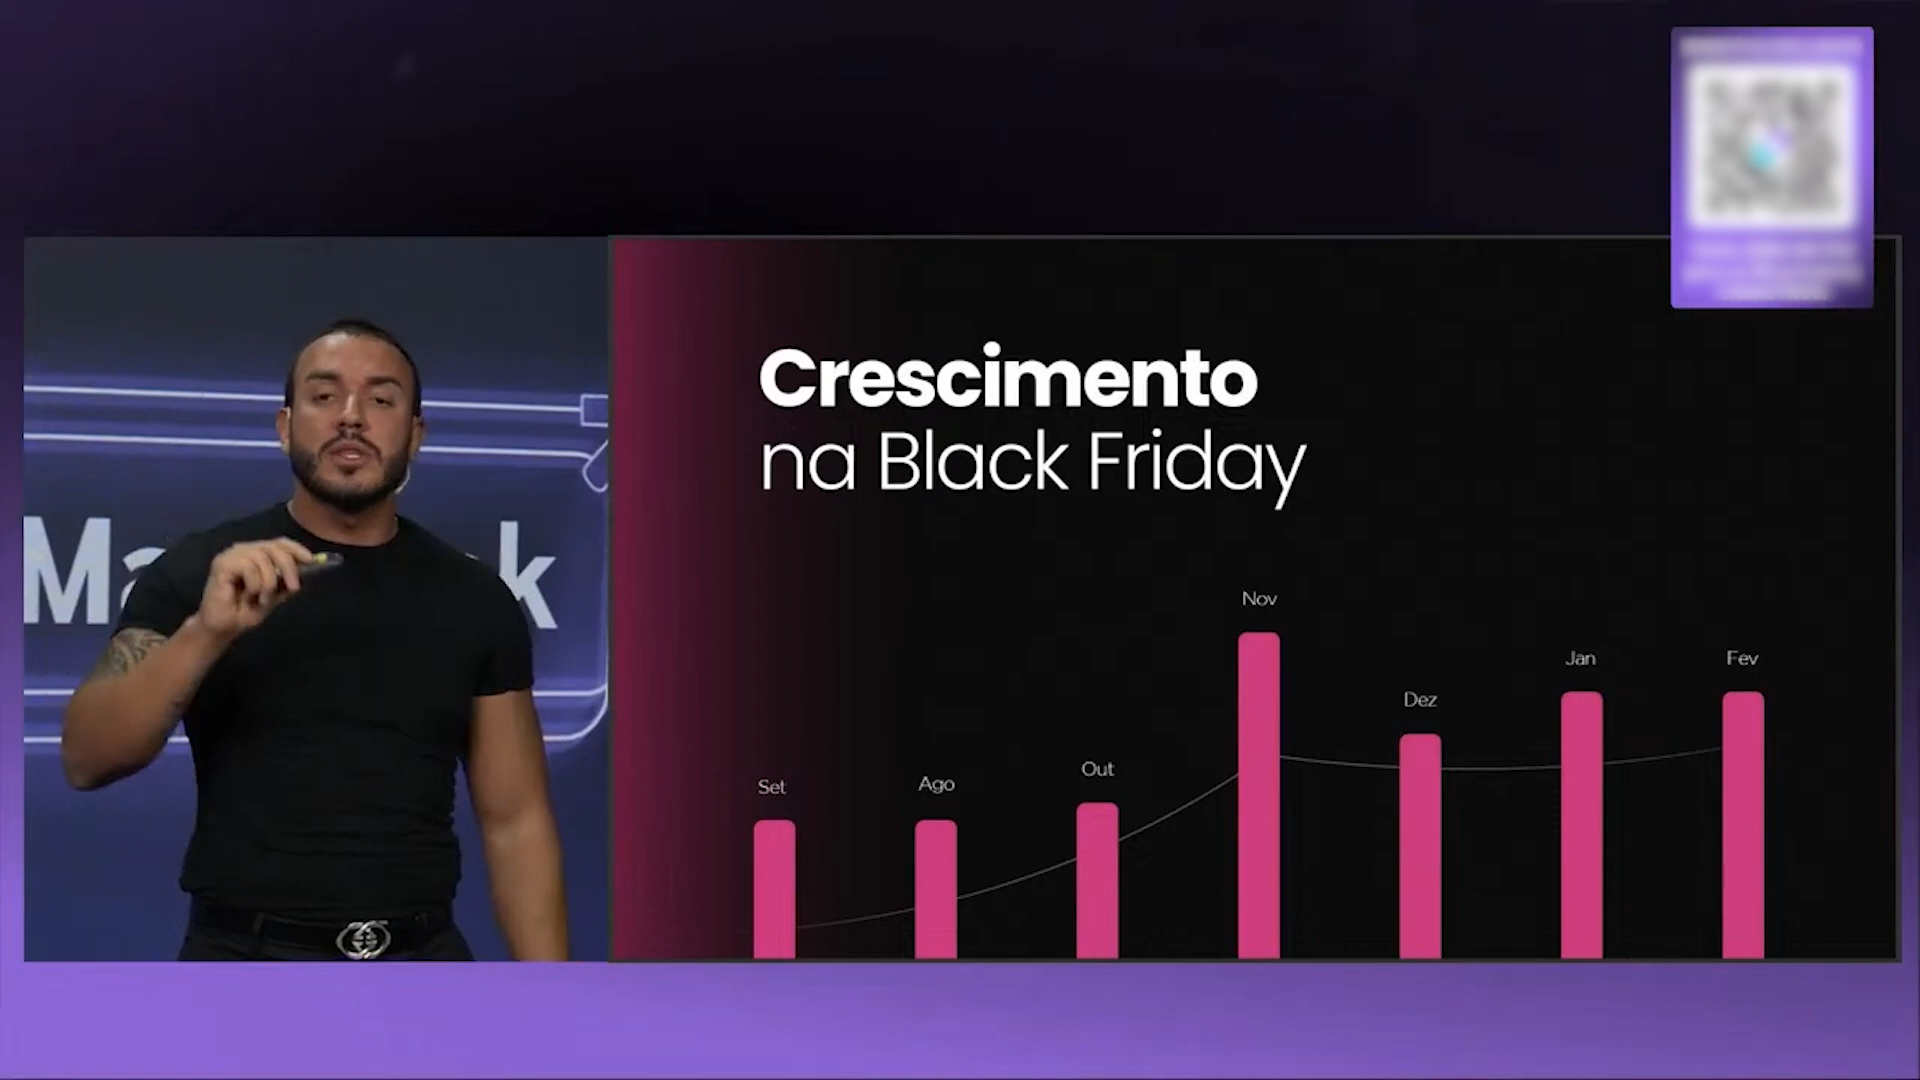 Crescimento
na Black Friday
Nov
Jan
Fev
Dez
Out
Set
Ago